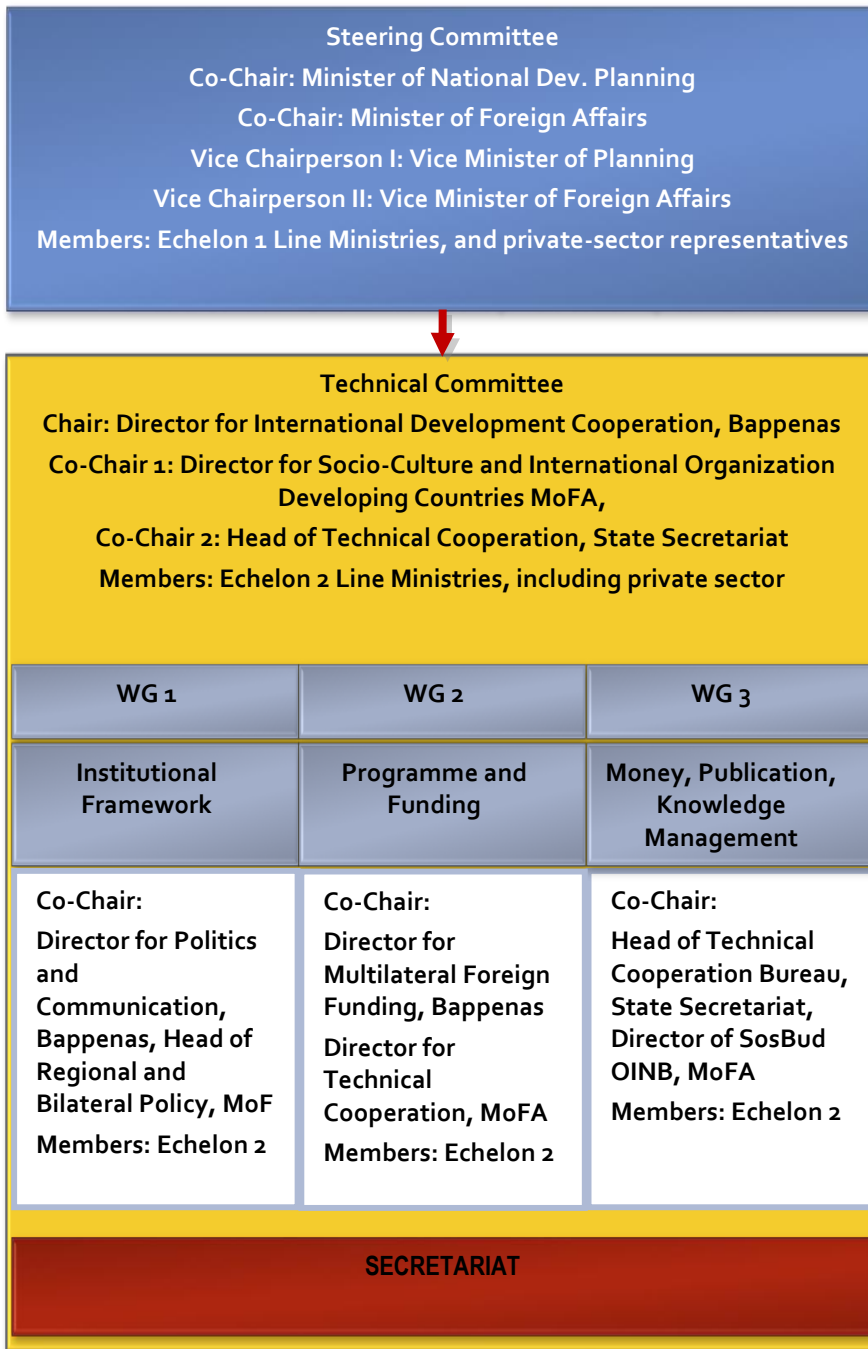 Steering Committee
Co-Chair: Minister of National Dev. Planning
Co-Chair: Minister of Foreign Affairs
Vice Chairperson I: Vice Minister of Planning
Vice Chairperson II: Vice Minister of Foreign Affairs
Members: Echelon 1 Line Ministries, and private-sector representatives
Technical Committee
Chair: Director for International Development Cooperation, Bappenas
Co-Chair 1: Director for Socio-Culture and International Organization
Developing Countries MoFA,
Co-Chair 2: Head of Technical Cooperation, State Secretariat
Members: Echelon 2 Line Ministries, including private sector
WG 1
WG 2
WG 3
Institutional
Framework
Programme and
Funding
Money, Publication,
Knowledge
Management
Co-Chair:
Director for Politics
and
Communication,
Bappenas, Head of
Regional and
Bilateral Policy, MoF
Members: Echelon 2
Co-Chair:
Director for
Multilateral Foreign
Funding, Bappenas
Director for
Technical
Cooperation, MoFA
Members: Echelon 2
Co-Chair:
Head of Technical
Cooperation Bureau,
State Secretariat,
Director of SosBud
OINB, MoFA
Members: Echelon 2
SECRETARIAT